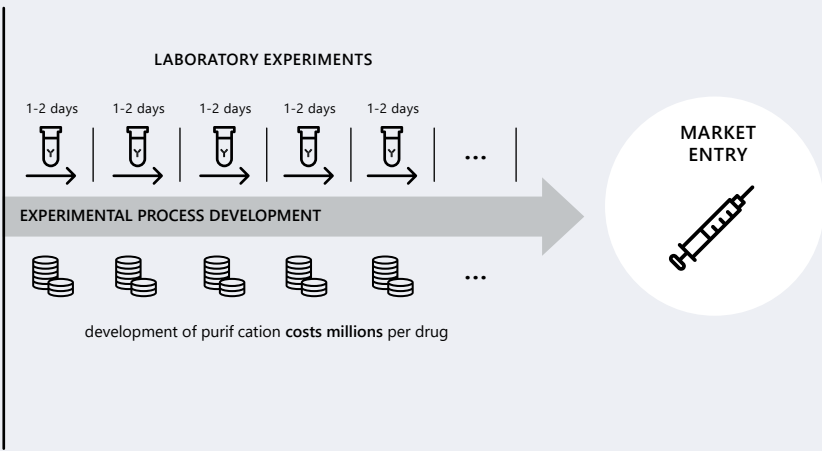 LABORATORY EXPERIMENTS
1-2 days 1-2 days 1-2 days 1-2 days 1-2 days
Y Y Y Y Y
...
MARKET
ENTRY
EXPERIMENTAL PROCESS DEVELOPMENT
...
development of purif cation costs millions per drug